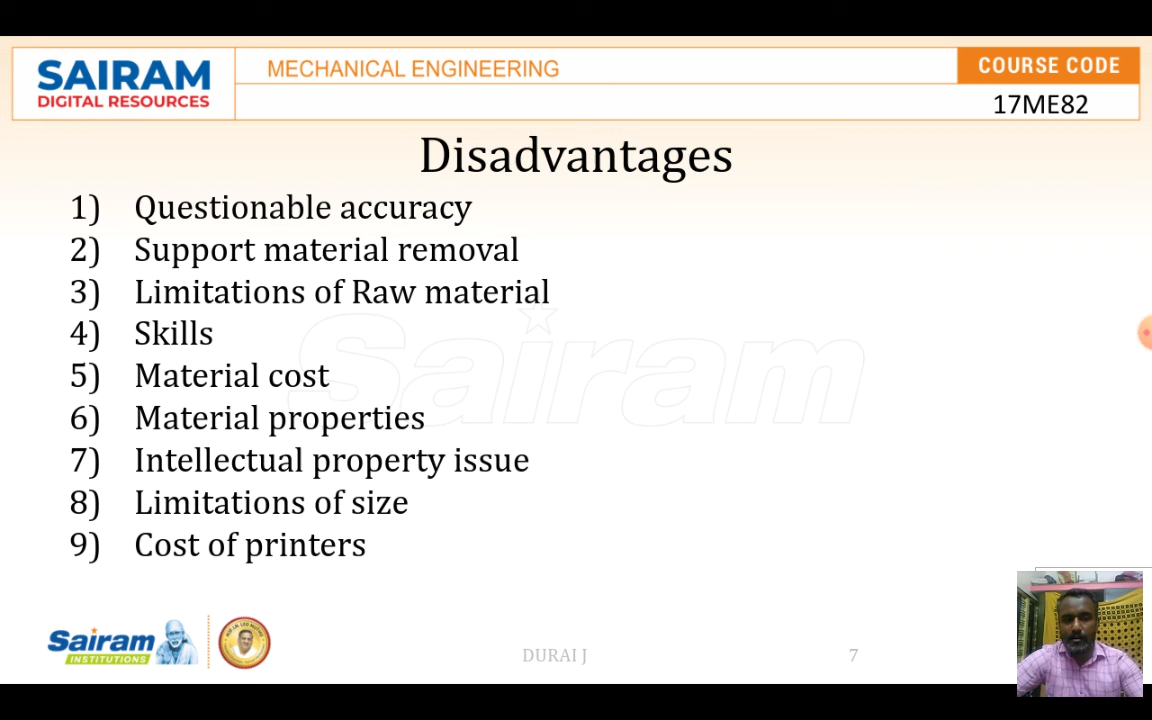 SAIRAM
DIGITAL RESOURCES
MECHANICAL ENGINEERING
COURSE CODE
17ME82
Disadvantages
1) Questionable accuracy
2) Support material removal
3) Limitations of Raw material
4) Skills
5) Material cost
6) Material properties
7) Intellectual property issue
8) Limitations of size
9) Cost of printers
Sairam
Sairam
INSTITUTIONS
DURAI J
7